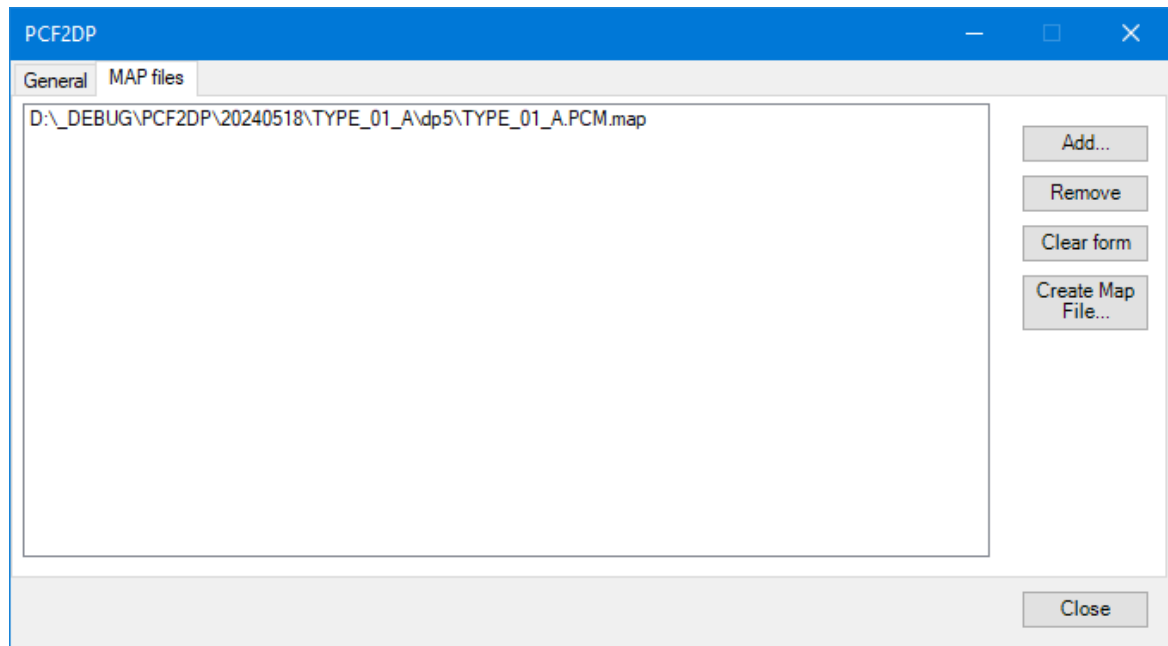 PCF2DP
General MAP files
D:\_DEBUG\PCF2DP\20240518\TYPE_01_A\dp5\TYPE_01_A.PCM.map
Add...
Remove
Clear form
Create Map
File...
Close